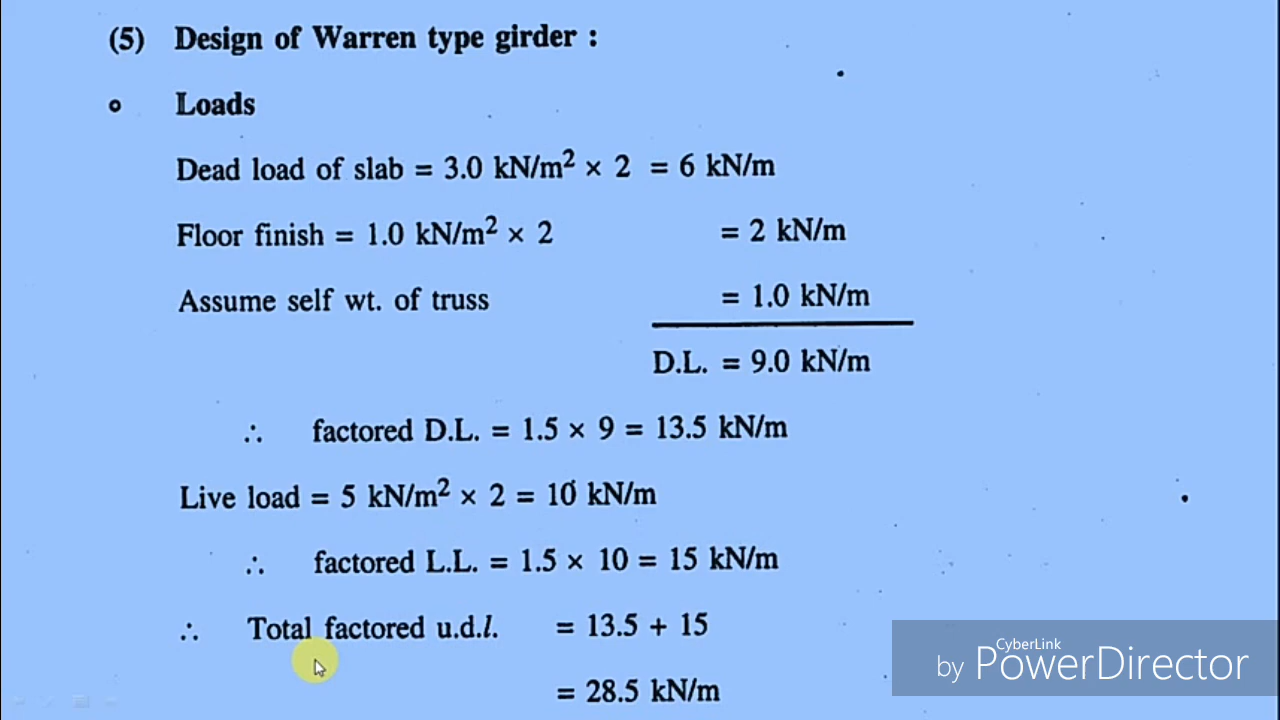 (5) Design of Warren type girder :
o Loads
Dead load of slab = 3.0 kN/m² × 2 = 6 kN/m
Floor finish = 1.0 kN/m² × 2 = 2 kN/m
Assume self wt. of truss = 1.0 kN/m
D.L. = 9.0 kN/m
∴ factored D.L. = 1.5 × 9 = 13.5 kN/m
Live load = 5 kN/m² × 2 = 10 kN/m
∴ factored L.L. = 1.5 × 10 = 15 kN/m
∴ Total factored u.d.l. = 13.5 + 15
= 28.5 kN/m
CyberLink
by PowerDirector